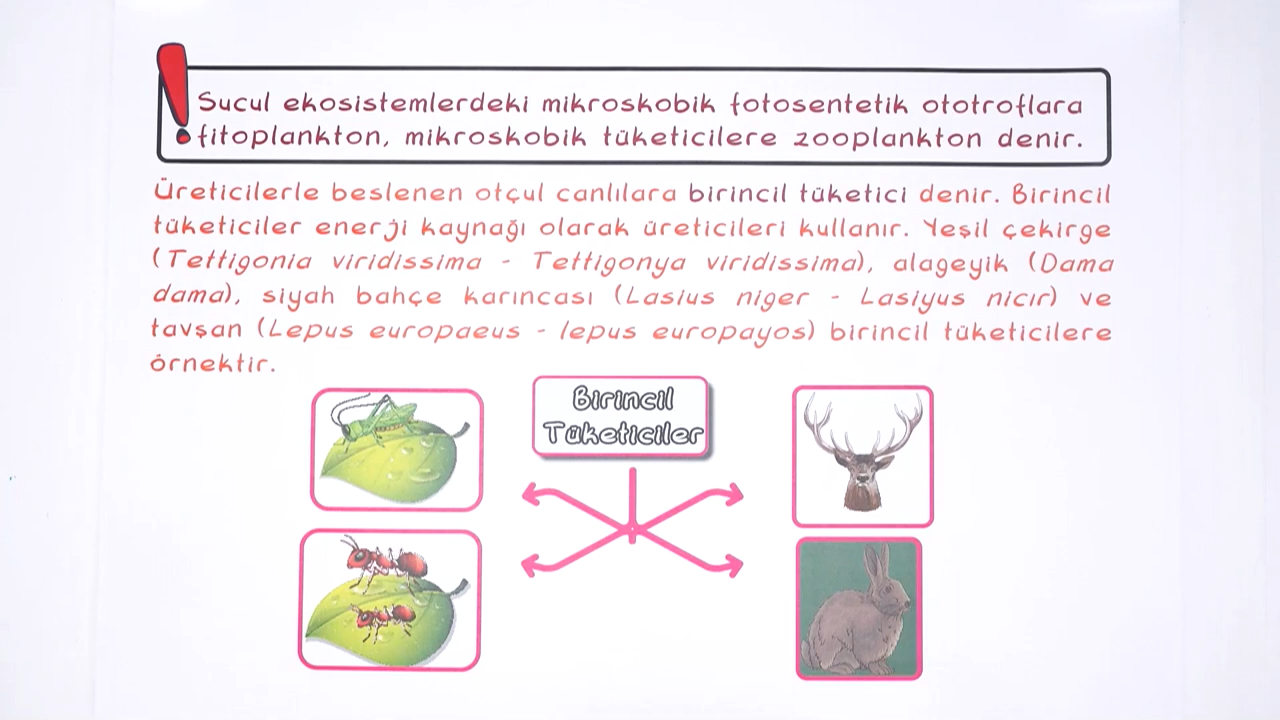 Sucul ekosistemlerdeki mikroskobik fotosentetik ototroflara
fitoplankton, mikroskobik tüketicilere zooplankton denir.
Üreticilerle beslenen otçul canlılara birincil tüketici denir. Birincil
tüketiciler enerji kaynağı olarak üreticileri kullanır. Yeşil çekirge
(Tettigonia viridissima - Tettigonya viridissima), alageyik (Dama
dama), siyah bahçe karıncası (Lasius niger - Lasiyus nicır) ve
tavşan (Lepus europaeus - lepus europayos) birincil tüketicilere
örnektir.
Birincil
Tüketiciler